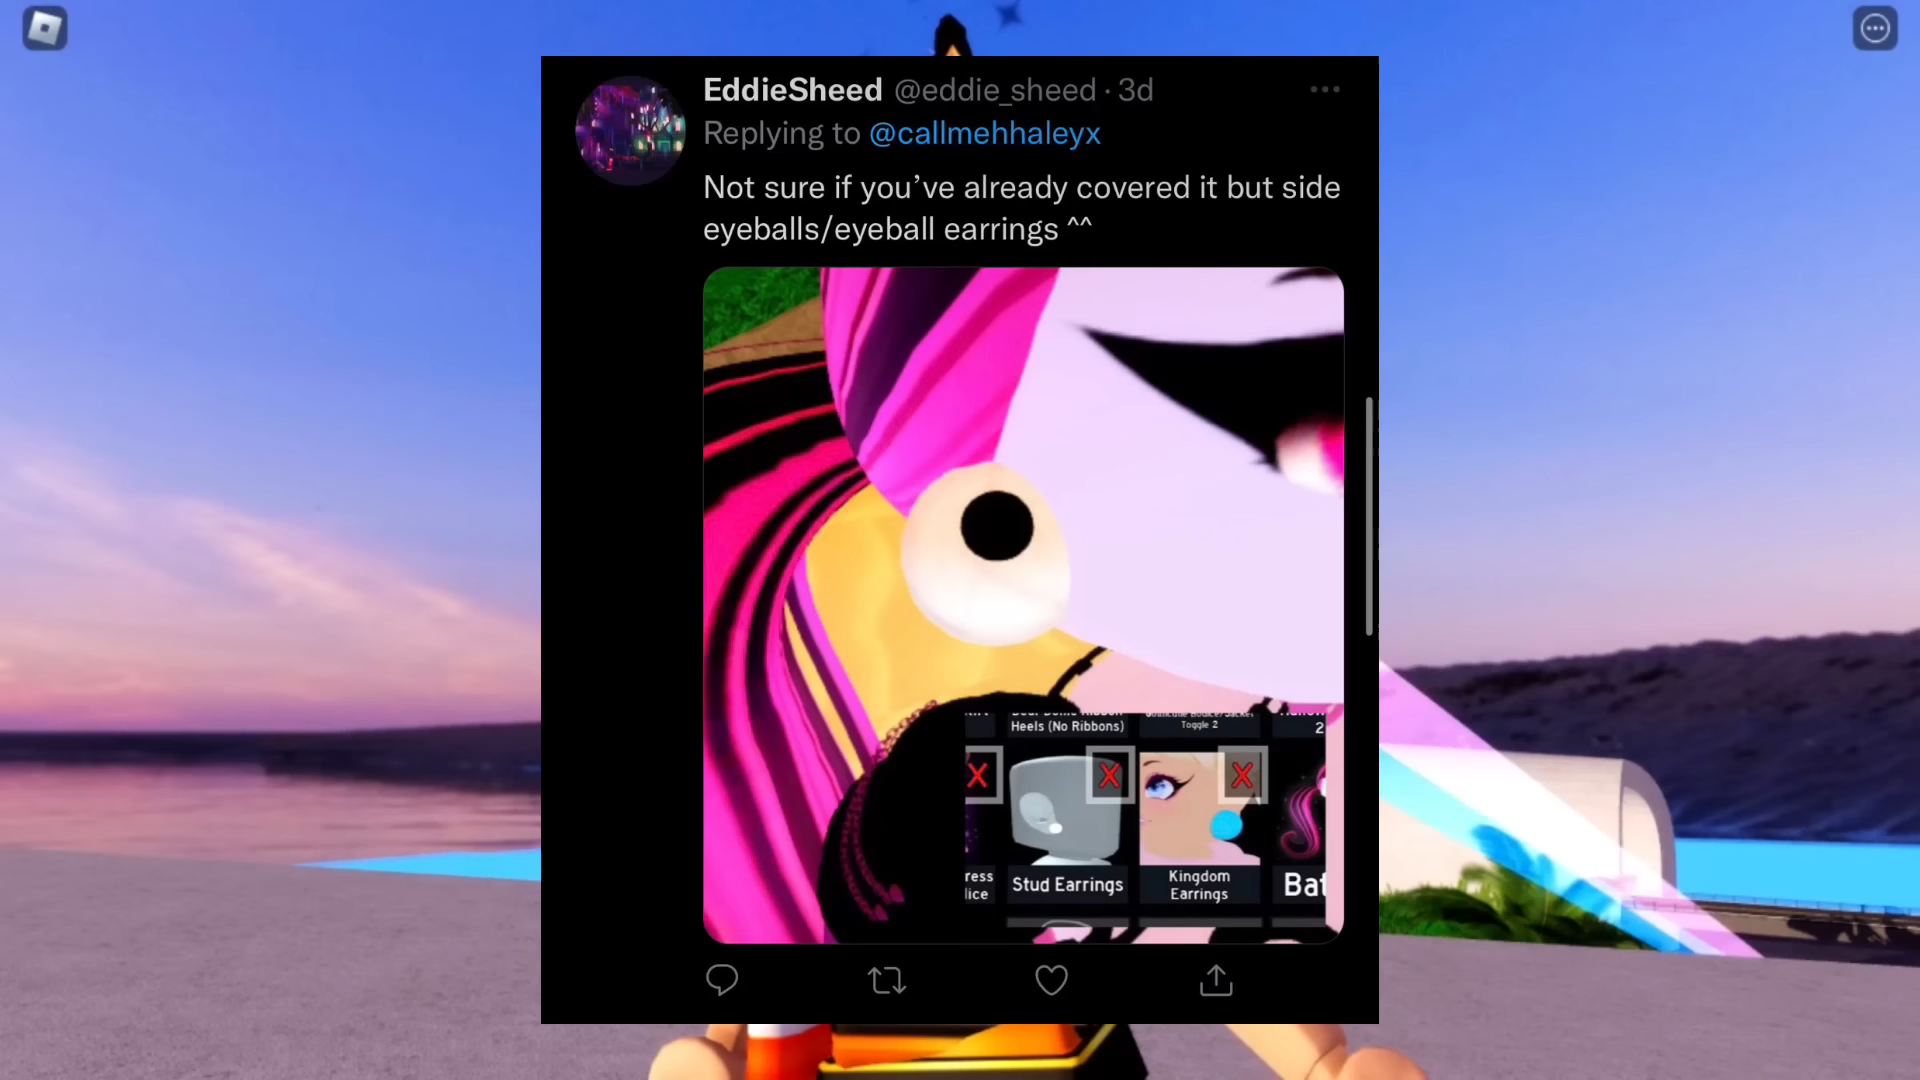 EddieSheed @eddie_sheed · 3d
Replying to @callmehhaleyx
Not sure if you’ve already covered it but side
eyeballs/eyeball earrings ^^
Heels (No Ribbons)
Toggle 2
2
X
X
X
ress
lice
Stud Earrings
Kingdom
Earrings
Bat